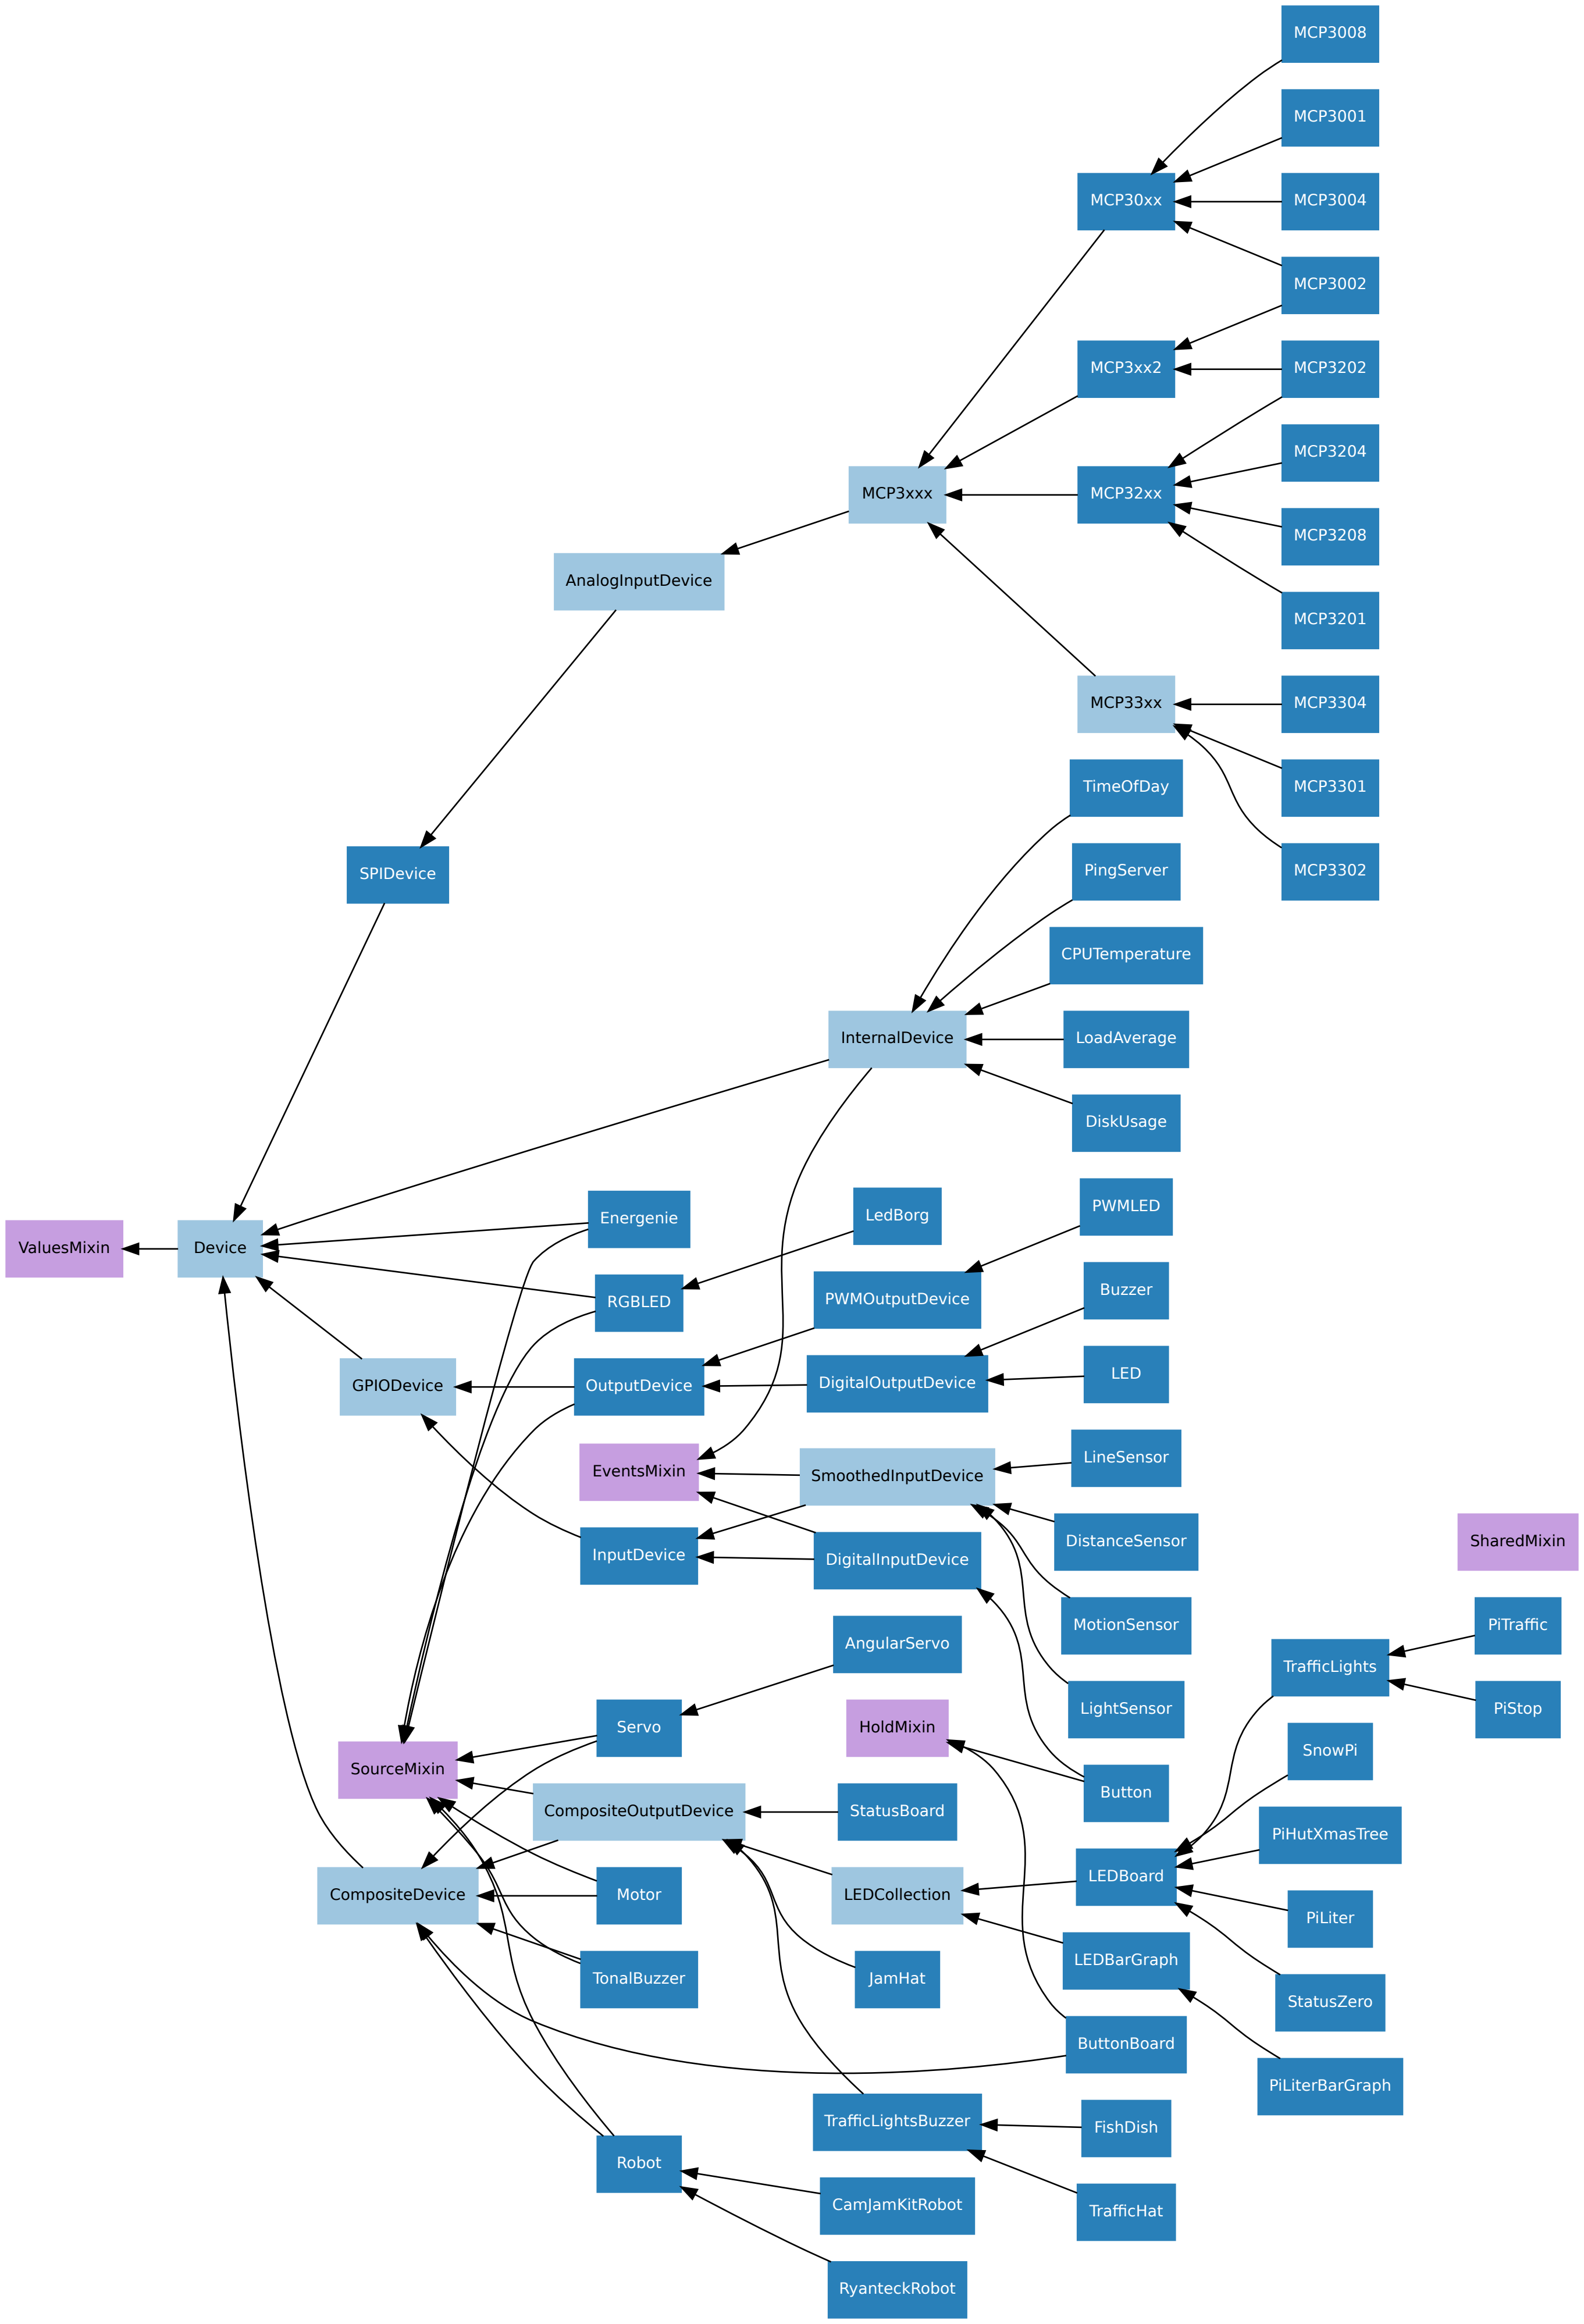 MCP3008
MCP3001
MCP30xx
MCP3004
MCP3002
MCP3xx2
MCP3202
MCP3204
MCP3xxx
MCP32xx
MCP3208
AnalogInputDevice
MCP3201
MCP33xx
MCP3304
TimeOfDay
MCP3301
SPIDevice
PingServer
MCP3302
CPUTemperature
InternalDevice
LoadAverage
DiskUsage
Energenie
LedBorg
PWMLED
ValuesMixin
Device
RGBLED
PWMOutputDevice
Buzzer
GPIODevice
OutputDevice
DigitalOutputDevice
LED
EventsMixin
SmoothedInputDevice
LineSensor
InputDevice
DigitalInputDevice
DistanceSensor
SharedMixin
AngularServo
MotionSensor
PiTraffic
TrafficLights
Servo
HoldMixin
LightSensor
PiStop
SourceMixin
SnowPi
CompositeOutputDevice
StatusBoard
Button
PiHutXmasTree
CompositeDevice
Motor
LEDCollection
LEDBoard
PiLiter
TonalBuzzer
JamHat
LEDBarGraph
StatusZero
ButtonBoard
PiLiterBarGraph
TrafficLightsBuzzer
FishDish
Robot
CamJamKitRobot
TrafficHat
RyanteckRobot